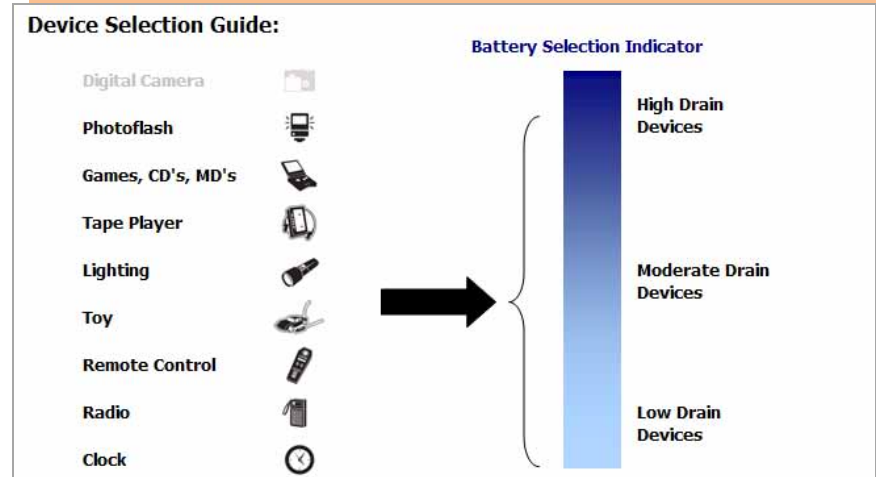 Device Selection Guide:
Battery Selection Indicator
Digital Camera
Photoflash
Games, CD's, MD's
Tape Player
Lighting
Toy
Remote Control
Radio
Clock
High Drain
Devices
Moderate Drain
Devices
Low Drain
Devices